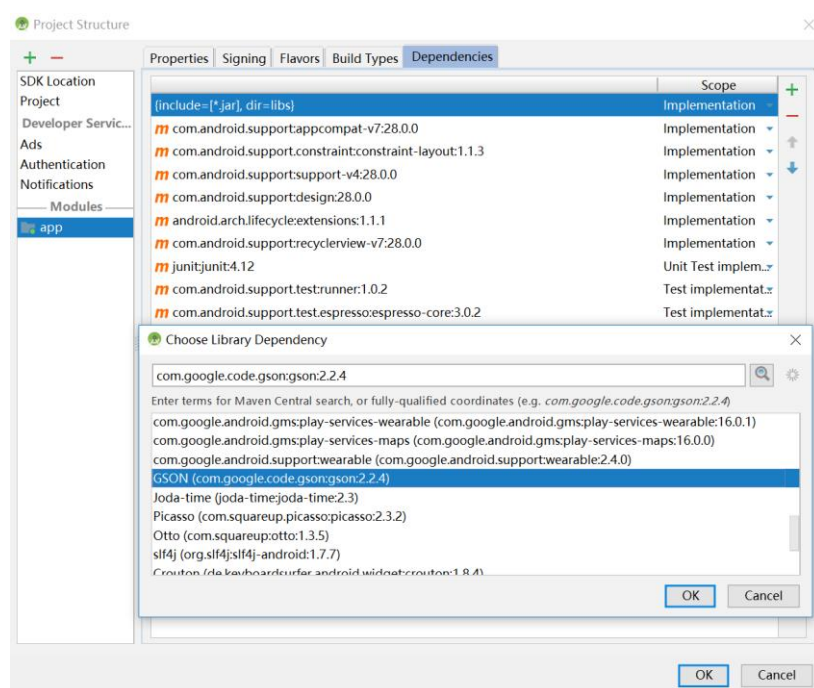 Project Structure
Properties Signing Flavors Build Types Dependencies
SDK Location
Project
Developer Servic...
Ads
Authentication
Notifications
Modules
app
Scope
{include=[*.jar], dir=libs} Implementation
m com.android.support:appcompat-v7:28.0.0 Implementation
m com.android.support.constraint:constraint-layout:1.1.3 Implementation
m com.android.support:support-v4:28.0.0 Implementation
m com.android.support:design:28.0.0 Implementation
m android.arch.lifecycle:extensions:1.1.1 Implementation
m com.android.support:recyclerview-v7:28.0.0 Implementation
m junit:junit:4.12 Unit Test implem...
m com.android.support.test:runner:1.0.2 Test implementat...
m com.android.support.test.espresso:espresso-core:3.0.2 Test implementat...
Choose Library Dependency
com.google.code.gson:gson:2.2.4
Enter terms for Maven Central search, or fully-qualified coordinates (e.g. com.google.code.gson:gson:2.2.4)
com.google.android.gms:play-services-wearable (com.google.android.gms:play-services-wearable:16.0.1)
com.google.android.gms:play-services-maps (com.google.android.gms:play-services-maps:16.0.0)
com.google.android.support:wearable (com.google.android.support:wearable:2.4.0)
GSON (com.google.code.gson:gson:2.2.4)
Joda-time (joda-time:joda-time:2.3)
Picasso (com.squareup.picasso:picasso:2.3.2)
Otto (com.squareup:otto:1.3.5)
slf4j (org.slf4j:slf4j-android:1.7.7)
Crouton (de.keyboardsurfer.android.widget:crouton:1.8.4)
OK Cancel
OK Cancel